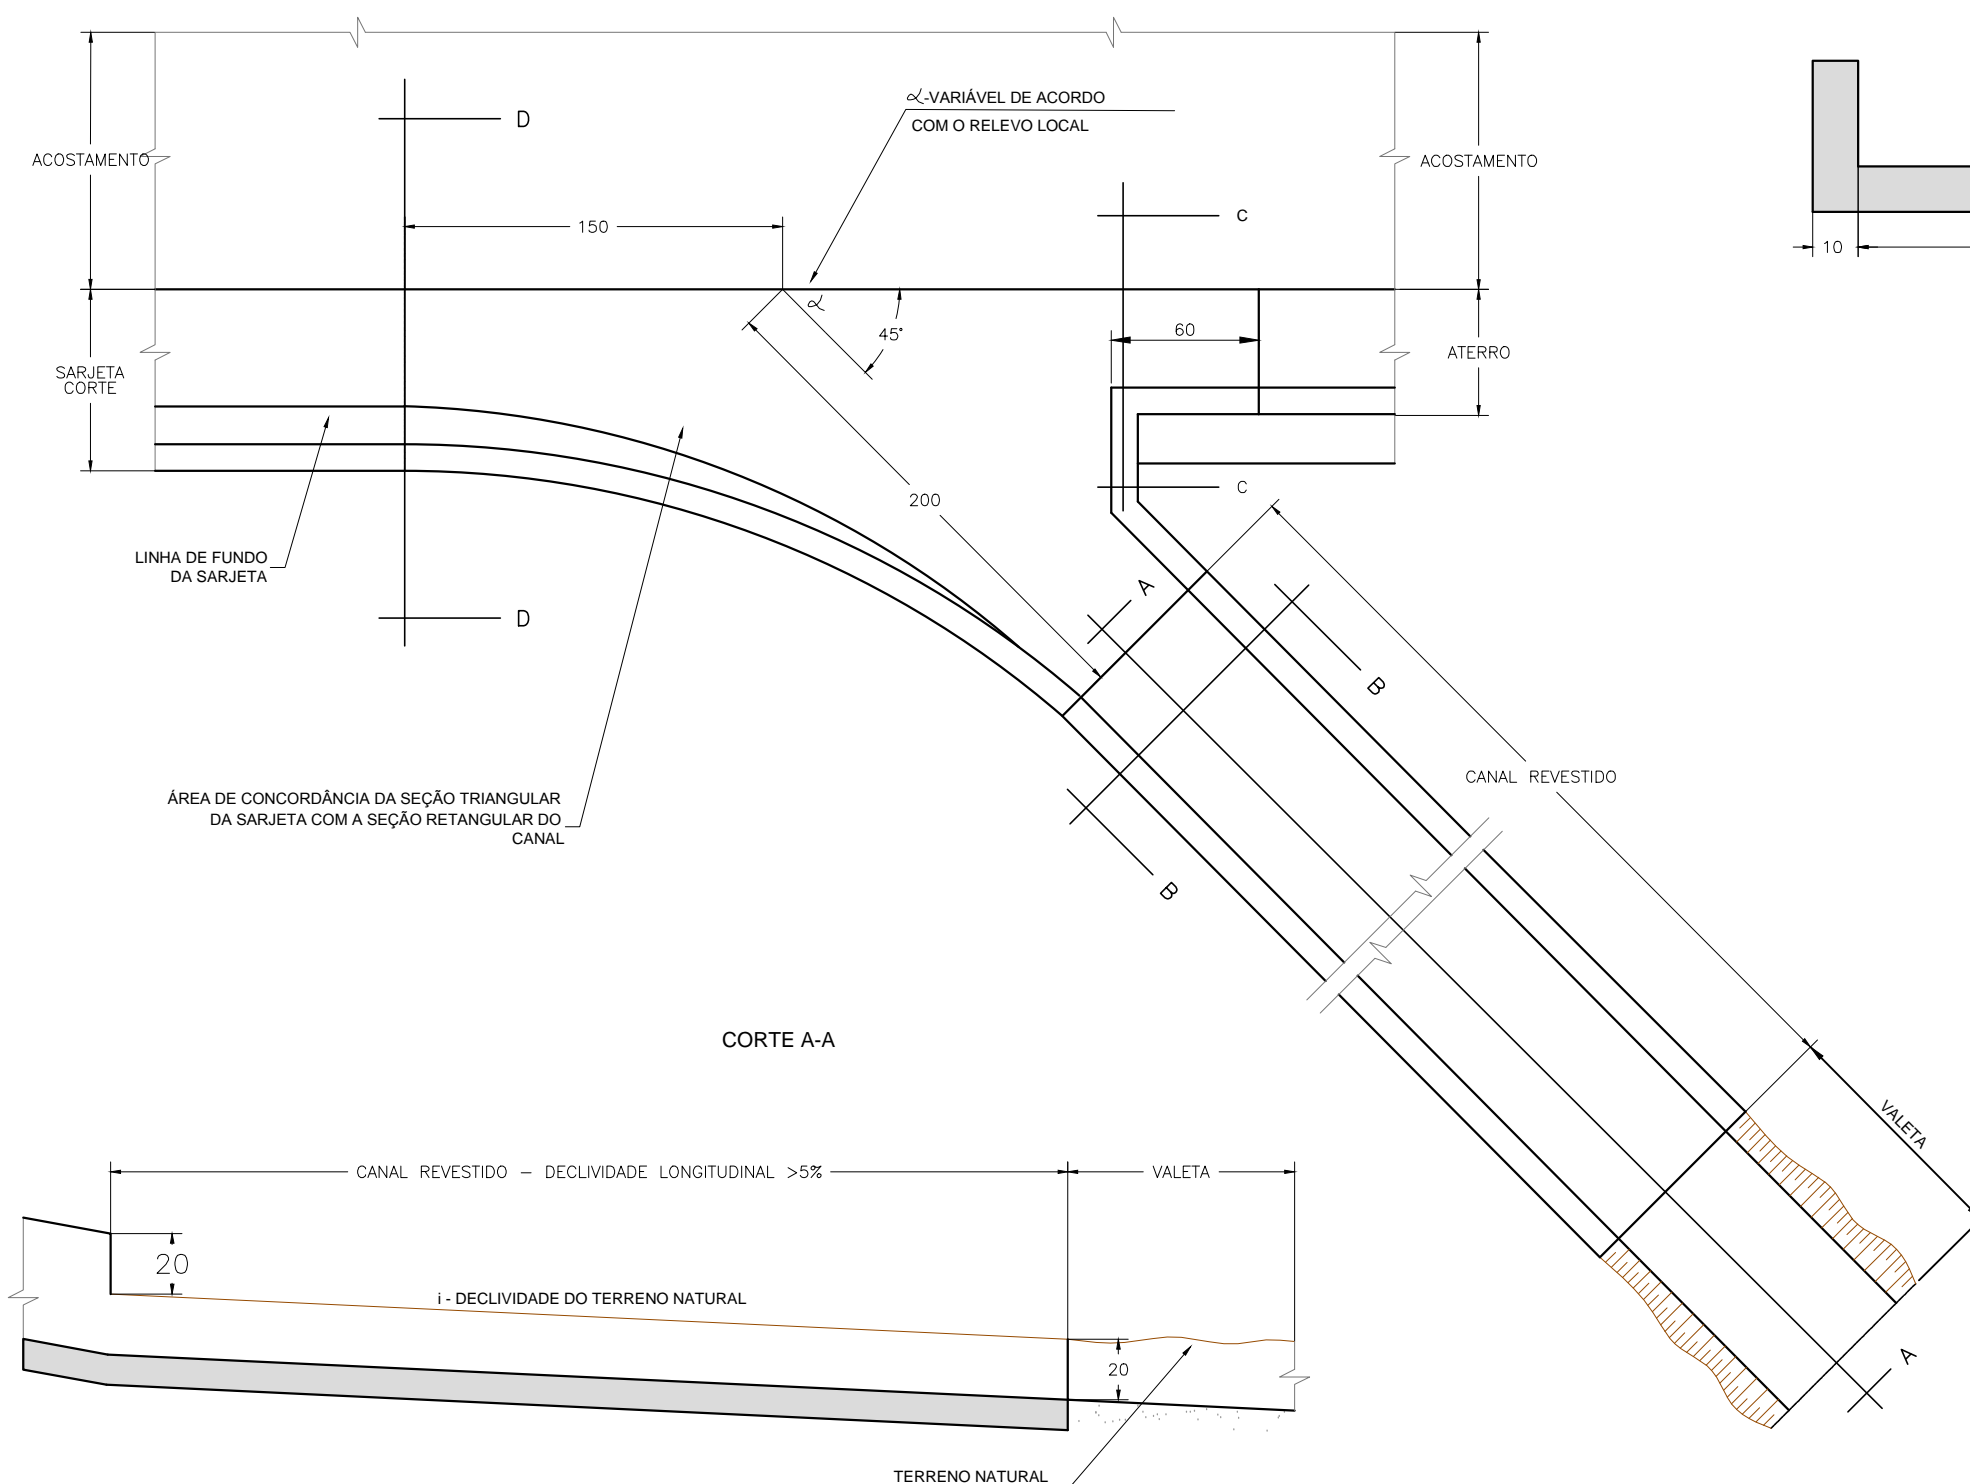 D
∝-VARIÁVEL DE ACORDO
COM O RELEVO LOCAL
ACOSTAMENTO
ACOSTAMENTO
C
150
10
∝
45°
60
SARJETA
CORTE
ATERRO
200
C
LINHA DE FUNDO
DA SARJETA
D
A
B
CANAL REVESTIDO
ÁREA DE CONCORDÂNCIA DA SEÇÃO TRIANGULAR
DA SARJETA COM A SEÇÃO RETANGULAR DO
CANAL
B
CORTE A-A
VALETA
CANAL REVESTIDO - DECLIVIDADE LONGITUDINAL >5%
VALETA
20
i - DECLIVIDADE DO TERRENO NATURAL
20
A
TERRENO NATURAL